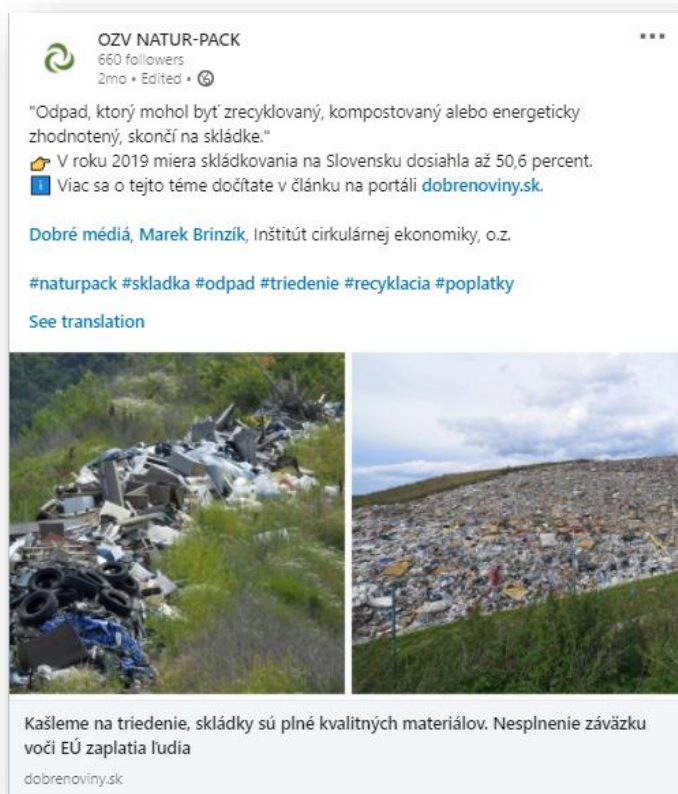 OZV NATUR-PACK
660 followers
2mo • Edited •
"Odpad, ktorý mohol byť zrecyklovaný, kompostovaný alebo energeticky
zhodnotený, skončí na skládke."
👉 V roku 2019 miera skládkovania na Slovensku dosiahla až 50,6 percent.
ℹ️ Viac sa o tejto téme dočítate v článku na portáli dobrenoviny.sk.
Dobré médiá, Marek Brinzík, Inštitút cirkulárnej ekonomiky, o.z.
#naturpack #skladka #odpad #triedenie #recyklacia #poplatky
See translation
Kašleme na triedenie, skládky sú plné kvalitných materiálov. Nesplnenie záväzku
voči EÚ zaplatia ľudia
dobrenoviny.sk